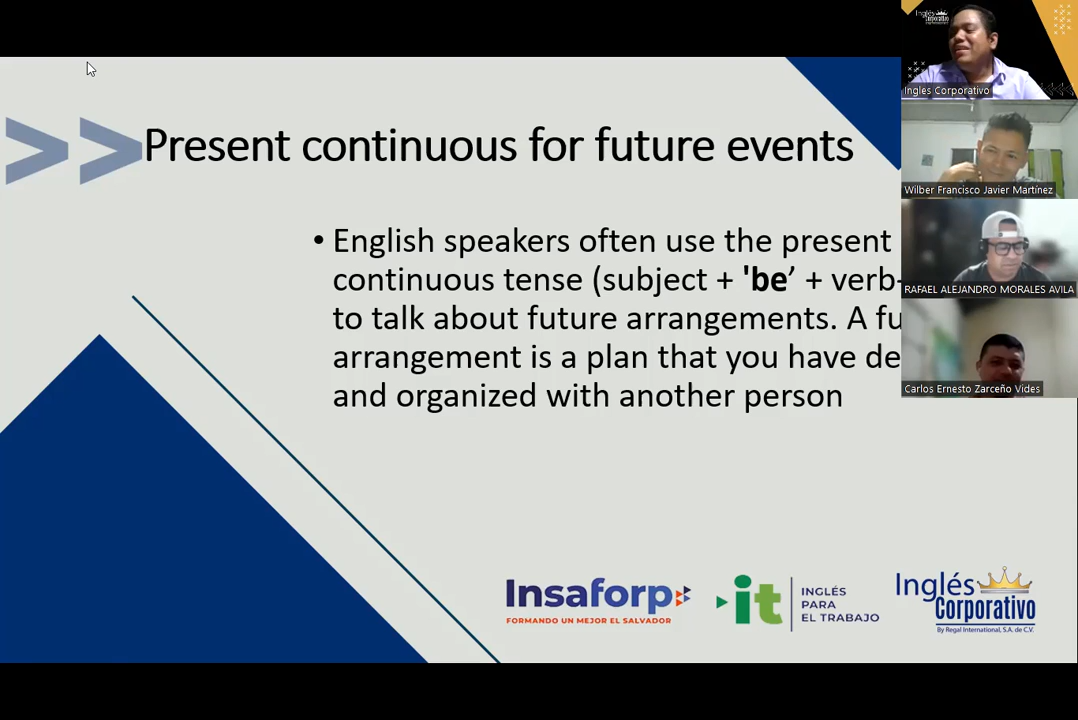 >> Present continuous for future events
• English speakers often use the present
continuous tense (subject + 'be’ + verb-
to talk about future arrangements. A fu
arrangement is a plan that you have de
and organized with another person
Insaforp
FORMANDO UN MEJOR EL SALVADOR
it
INGLÉS
PARA
EL TRABAJO
Inglés
Corporativo
By Regal International, S.A. de C.V.
Inglés
Corporativo
Ingles Corporativo
Wilber Francisco Javier Martínez
RAFAEL ALEJANDRO MORALES AVILA
Carlos Ernesto Zarceño Vides